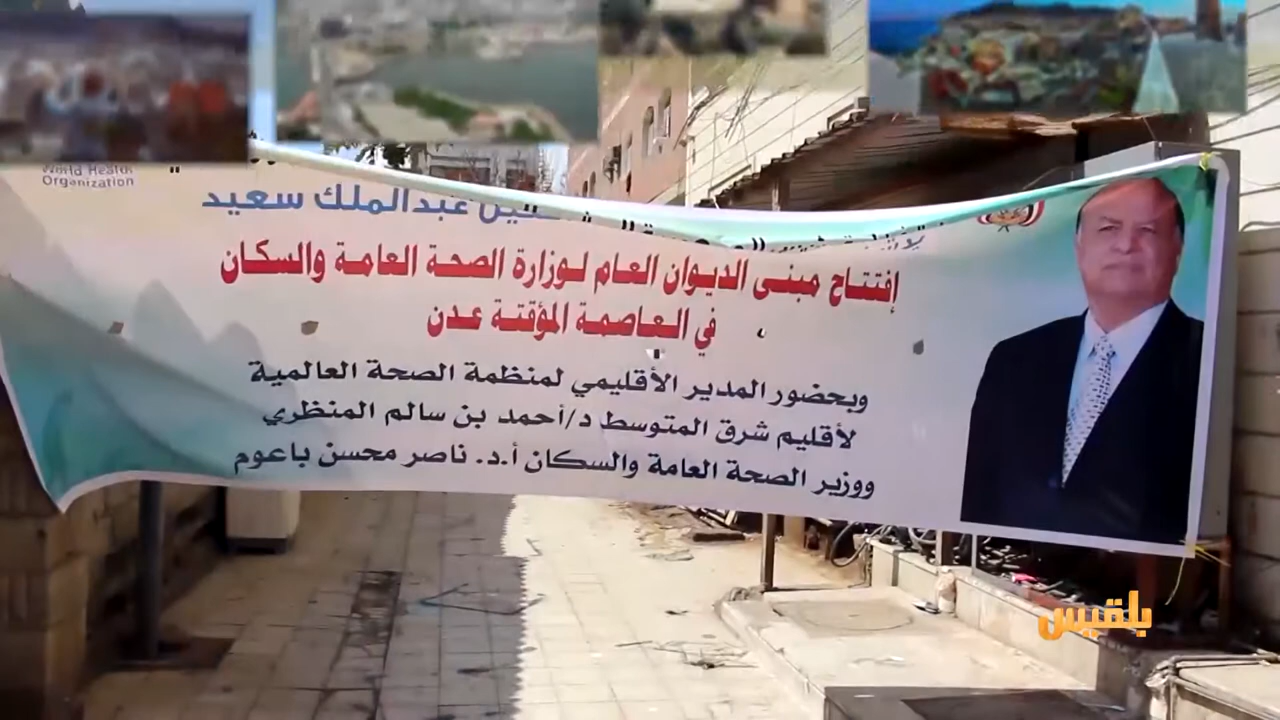 World Health
Organization
عبدالملك سعيد
إفتتاح مبنى الديوان العام لوزارة الصحة العامة والسكان
في العاصمة المؤقتة عدن
وبحضور المدير الأقليمي لمنظمة الصحة العالمية
لأقليم شرق المتوسط د/أحمد بن سالم المنظري
ووزير الصحة العامة والسكان أ.د. ناصر محسن باعوم
بلقيس